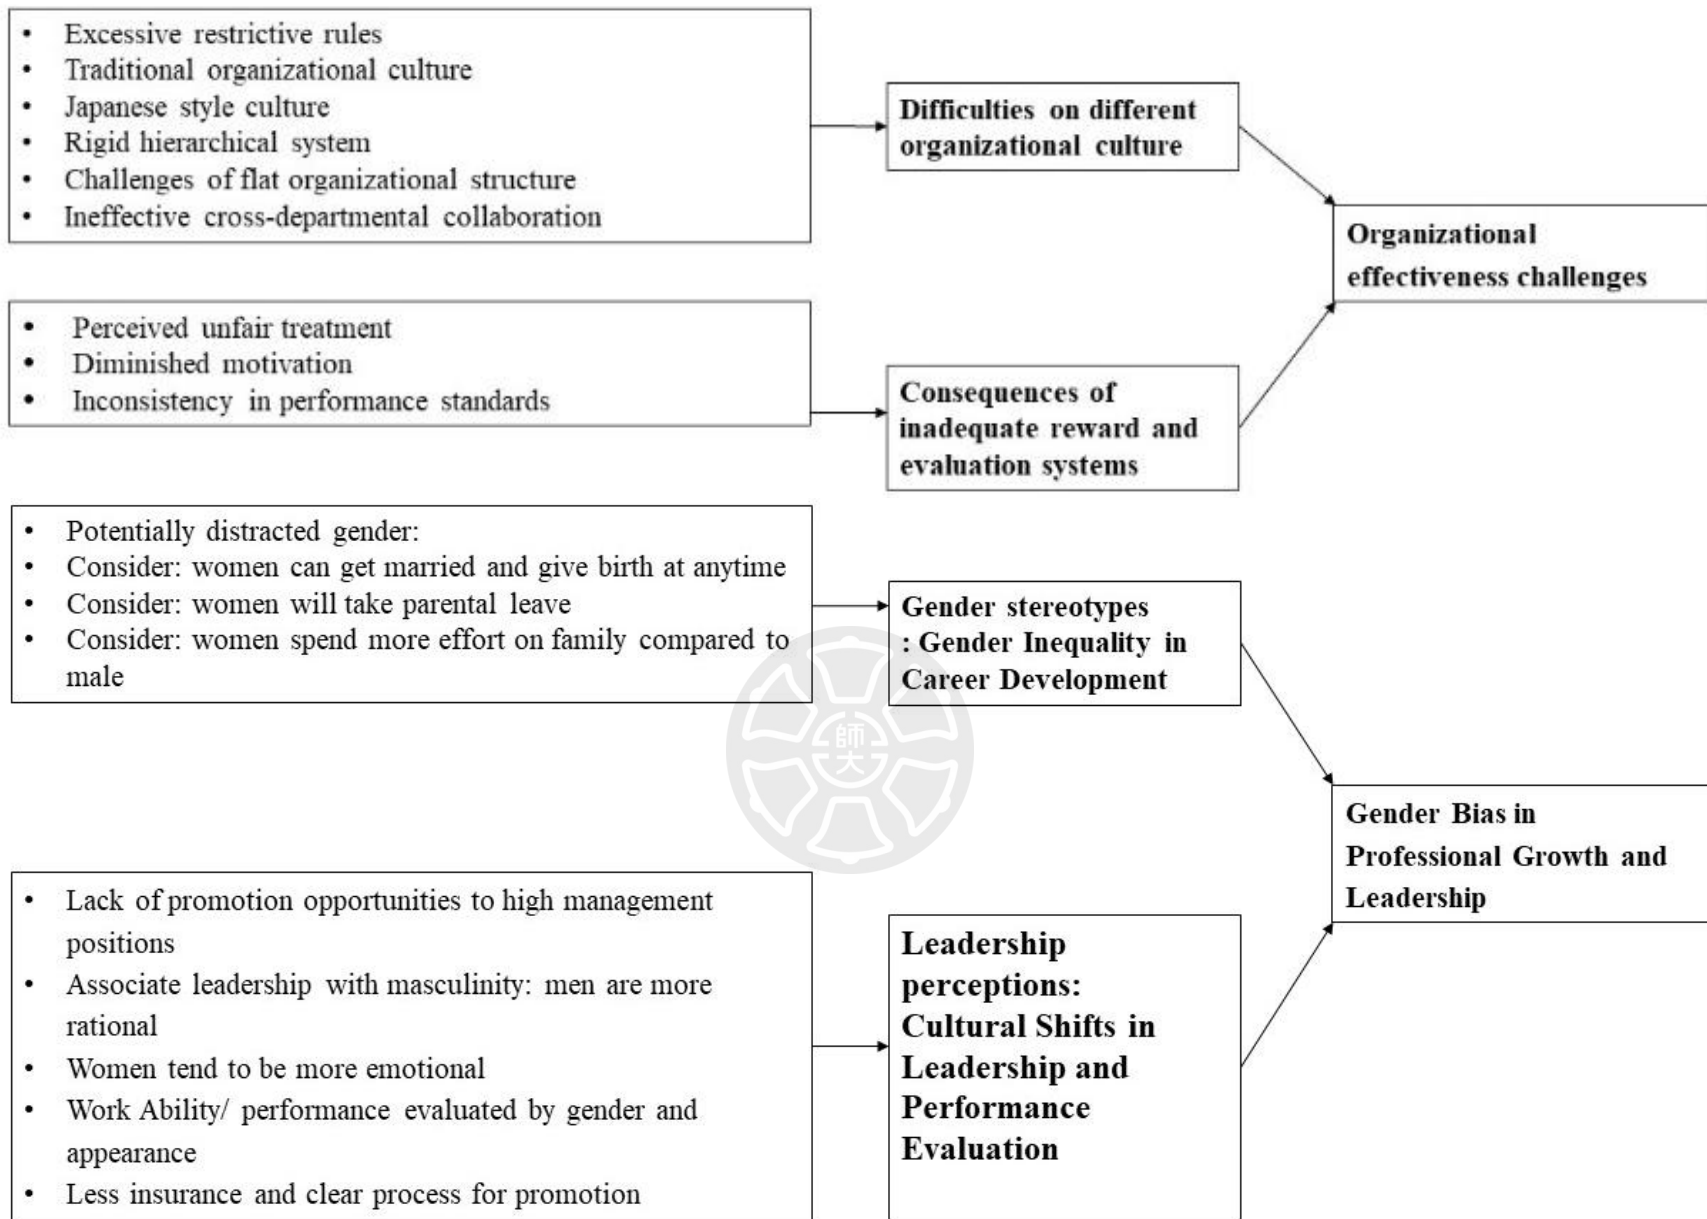 • Excessive restrictive rules
• Traditional organizational culture
• Japanese style culture
• Rigid hierarchical system
• Challenges of flat organizational structure
• Ineffective cross-departmental collaboration
Difficulties on different
organizational culture
Organizational
effectiveness challenges
• Perceived unfair treatment
• Diminished motivation
• Inconsistency in performance standards
Consequences of
inadequate reward and
evaluation systems
• Potentially distracted gender:
• Consider: women can get married and give birth at anytime
• Consider: women will take parental leave
• Consider: women spend more effort on family compared to
male
Gender stereotypes
: Gender Inequality in
Career Development
師
大
Gender Bias in
Professional Growth and
Leadership
• Lack of promotion opportunities to high management
positions
• Associate leadership with masculinity: men are more
rational
• Women tend to be more emotional
• Work Ability/ performance evaluated by gender and
appearance
• Less insurance and clear process for promotion
Leadership
perceptions:
Cultural Shifts in
Leadership and
Performance
Evaluation